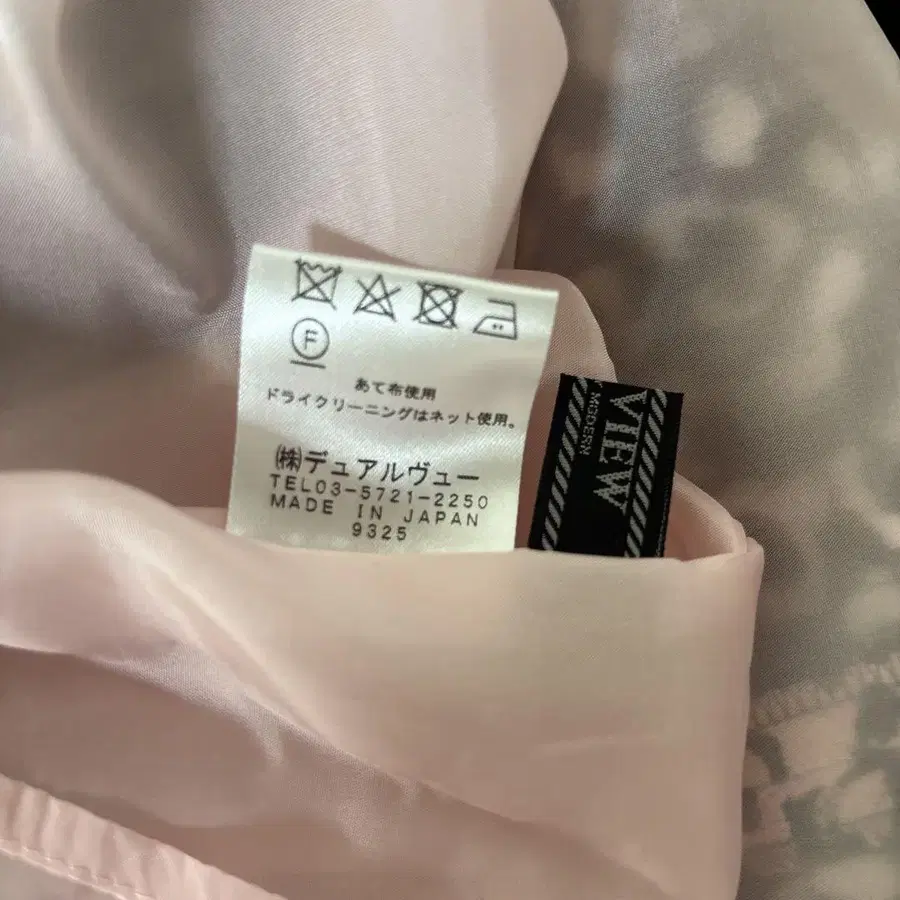 F
あて布使用
ドライクリーニングはネット使用。
㈱デュアルヴュー
TEL03-5721-2250
MADE IN JAPAN
9325
VIEW
MODERN